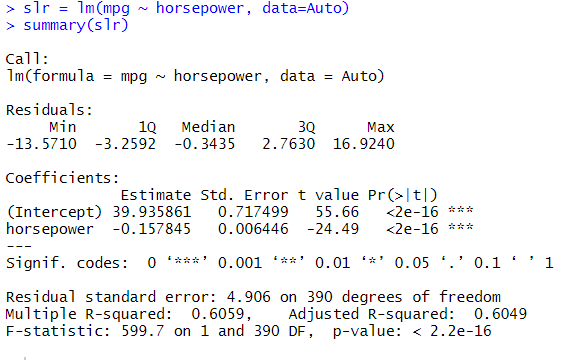 > slr = lm(mpg ~ horsepower, data=Auto)
> summary(slr)
Call:
lm(formula = mpg ~ horsepower, data = Auto)
Residuals:
     Min       1Q   Median       3Q      Max
-13.5710  -3.2592  -0.3435   2.7630  16.9240
Coefficients:
             Estimate Std. Error t value Pr(>|t|)
(Intercept) 39.935861   0.717499   55.66   <2e-16 ***
horsepower  -0.157845   0.006446  -24.49   <2e-16 ***
---
Signif. codes:  0 ‘***’ 0.001 ‘**’ 0.01 ‘*’ 0.05 ‘.’ 0.1 ‘ ’ 1
Residual standard error: 4.906 on 390 degrees of freedom
Multiple R-squared:  0.6059,    Adjusted R-squared:  0.6049
F-statistic: 599.7 on 1 and 390 DF,  p-value: < 2.2e-16